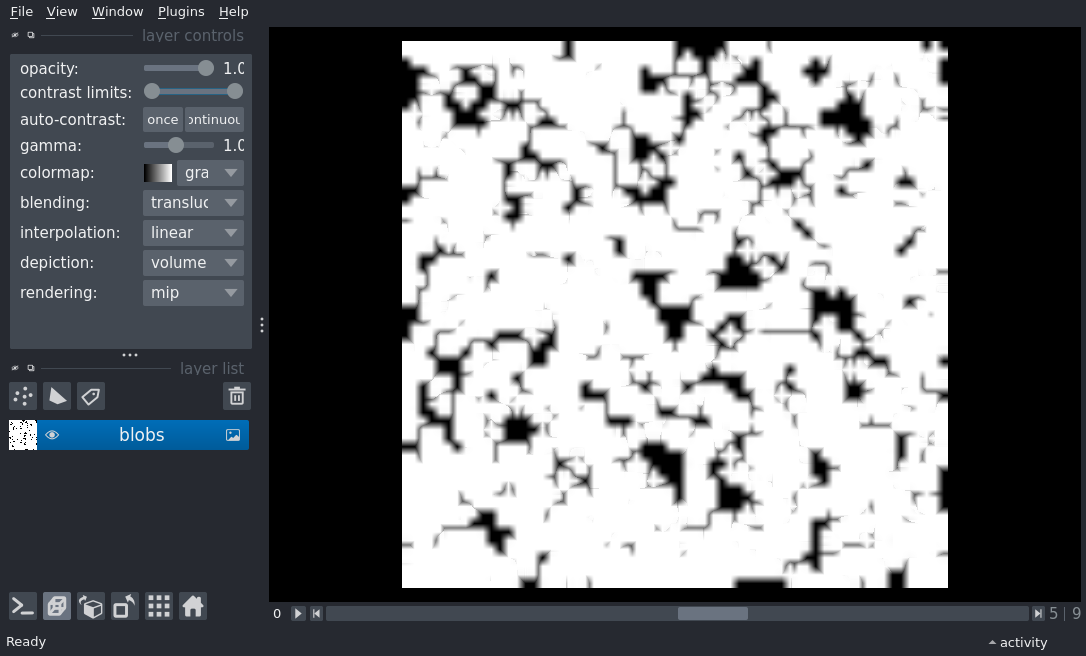 File View Window Plugins Help
layer controls
opacity: 1.0
contrast limits:
auto-contrast: once ontinuou
gamma: 1.0
colormap: gra
blending: transluc
interpolation: linear
depiction: volume
rendering: mip
layer list
blobs
0 5 | 9
Ready activity